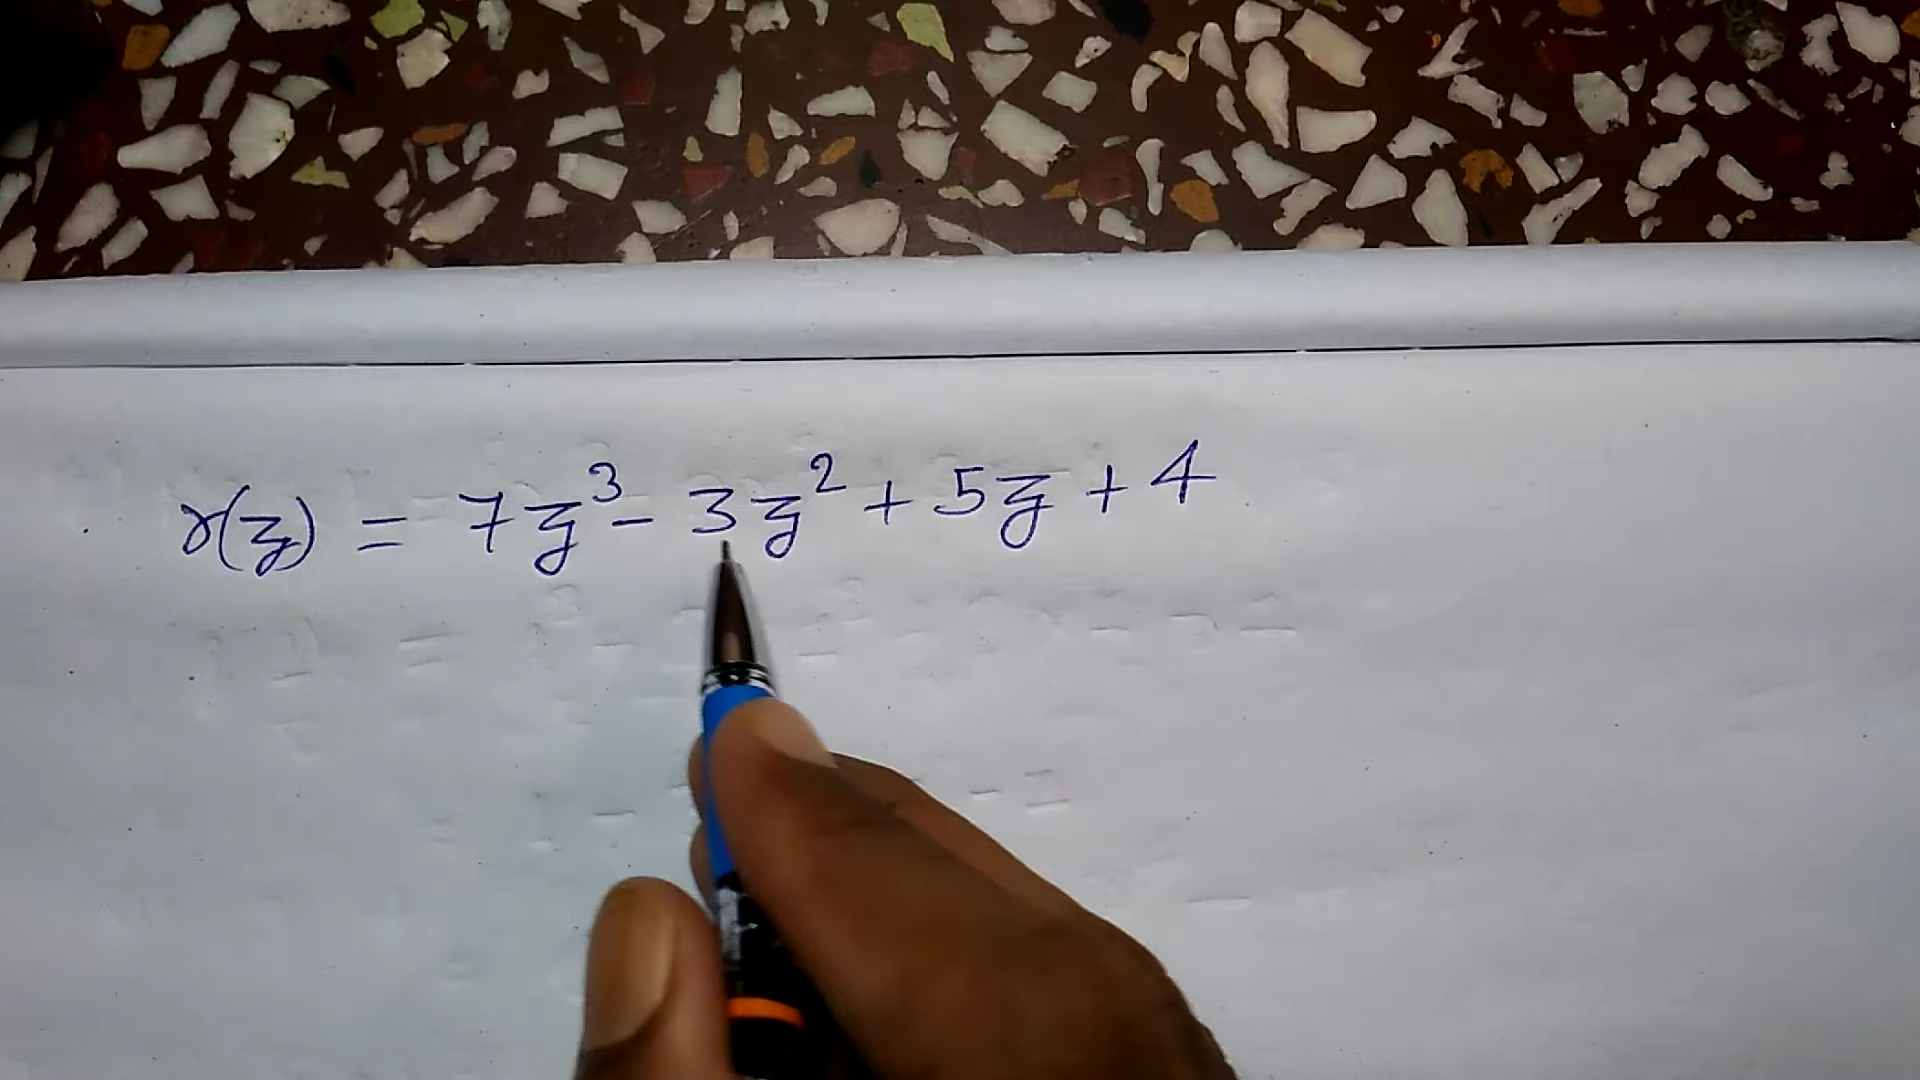 r(z) = 7z³ - 3z² + 5z + 4